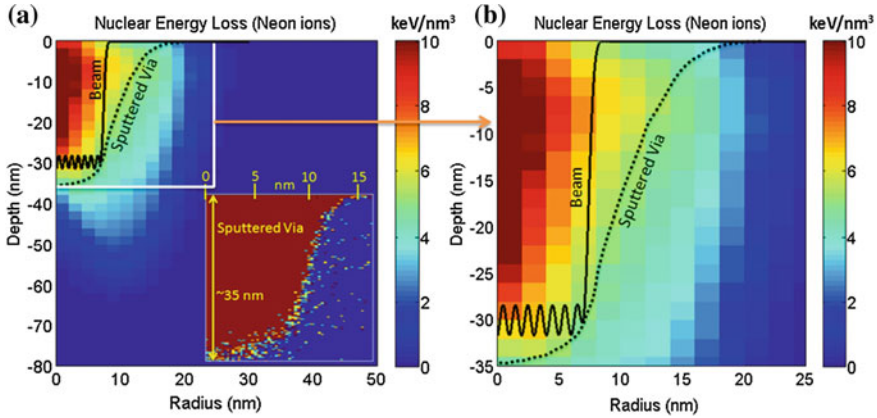 (a)
Nuclear Energy Loss (Neon ions)
keV/nm³
0
-10
-20
-30
-40
-50
-60
-70
-80
Depth (nm)
0
10
20
30
40
50
Radius (nm)
10
8
6
4
2
0
Beam
Sputtered Via
0
5
10
15
nm
Sputtered Via
~35 nm
(b)
Nuclear Energy Loss (Neon ions)
keV/nm³
0
-5
-10
-15
-20
-25
-30
-35
Depth (nm)
0
5
10
15
20
25
Radius (nm)
10
8
6
4
2
0
Beam
Sputtered Via